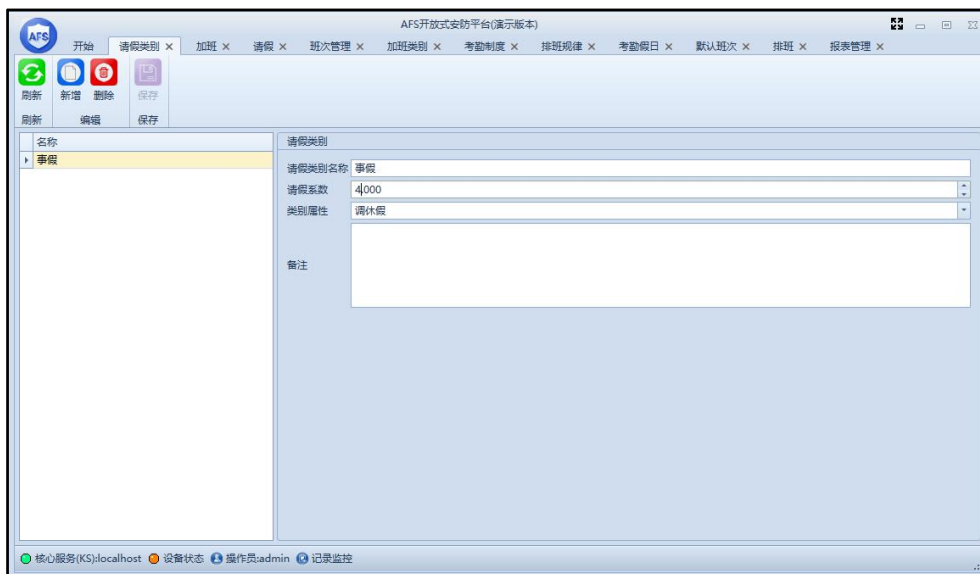 AFS开放式安防平台(演示版本)
AFS
开始 请假类别 加班 请假 班次管理 加班类别 考勤制度 排班规律 考勤假日 默认班次 排班 报表管理
刷新 新增 删除 保存
刷新 编辑 保存
名称
事假
请假类别
请假类别名称 事假
请假系数 4.000
类别属性 调休假
备注
核心服务(KS):localhost 设备状态 操作员:admin 记录监控